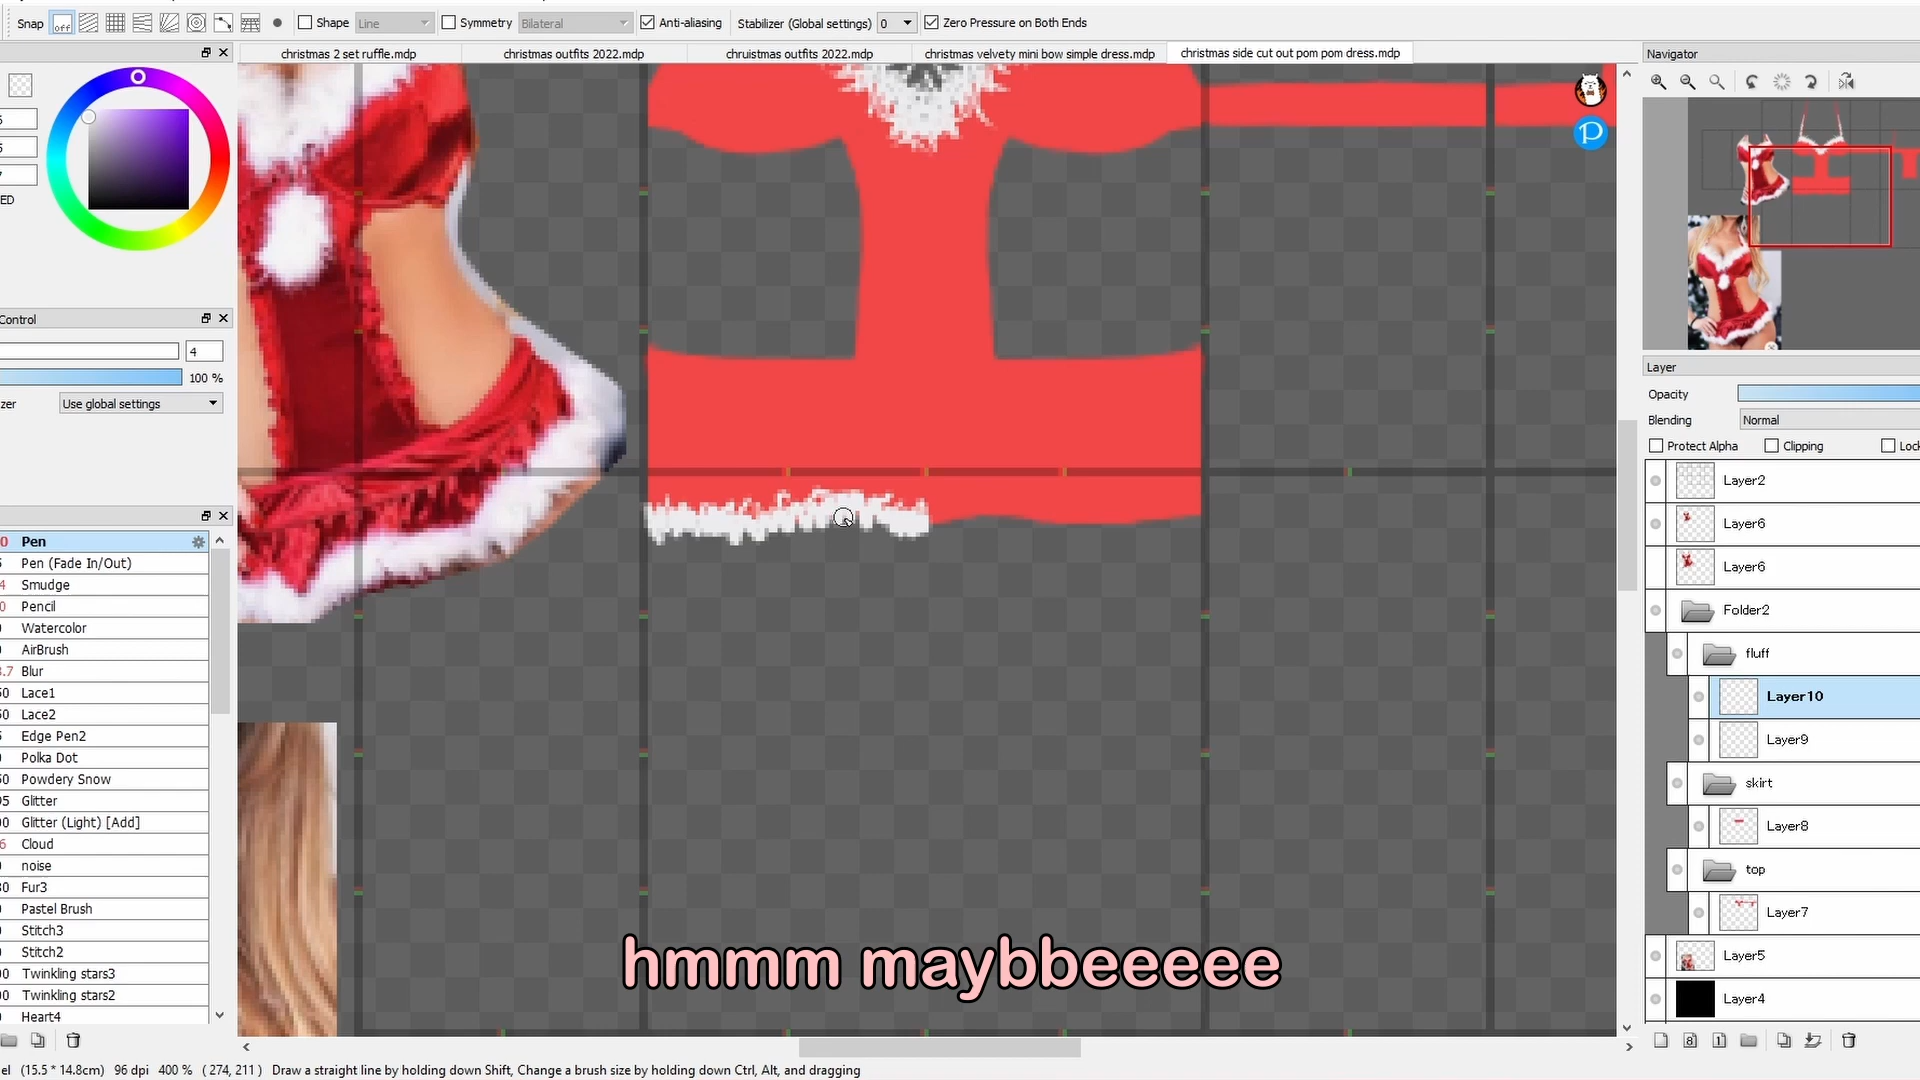 Snap off Shape Line Symmetry Bilateral Anti-aliasing Stabilizer (Global settings) 0 Zero Pressure on Both Ends
christmas 2 set ruffle.mdp
christmas outfits 2022.mdp
chruistmas outfits 2022.mdp
christmas velvety mini bow simple dress.mdp
christmas side cut out pom pom dress.mdp
Navigator
ED
Control
4
100 %
zer Use global settings
Pen
Pen (Fade In/Out)
Smudge
Pencil
Watercolor
AirBrush
Blur
Lace1
Lace2
Edge Pen2
Polka Dot
Powdery Snow
Glitter
Glitter (Light) [Add]
Cloud
noise
Fur3
Pastel Brush
Stitch3
Stitch2
Twinkling stars3
Twinkling stars2
Heart4
P
hmmm maybbeeeee
Layer
Opacity
Blending Normal
Protect Alpha Clipping Lock
Layer2
Layer6
Layer6
Folder2
fluff
Layer10
Layer9
skirt
Layer8
top
Layer7
Layer5
Layer4
el (15.5 * 14.8cm) 96 dpi 400 % ( 274, 211 ) Draw a straight line by holding down Shift, Change a brush size by holding down Ctrl, Alt, and dragging